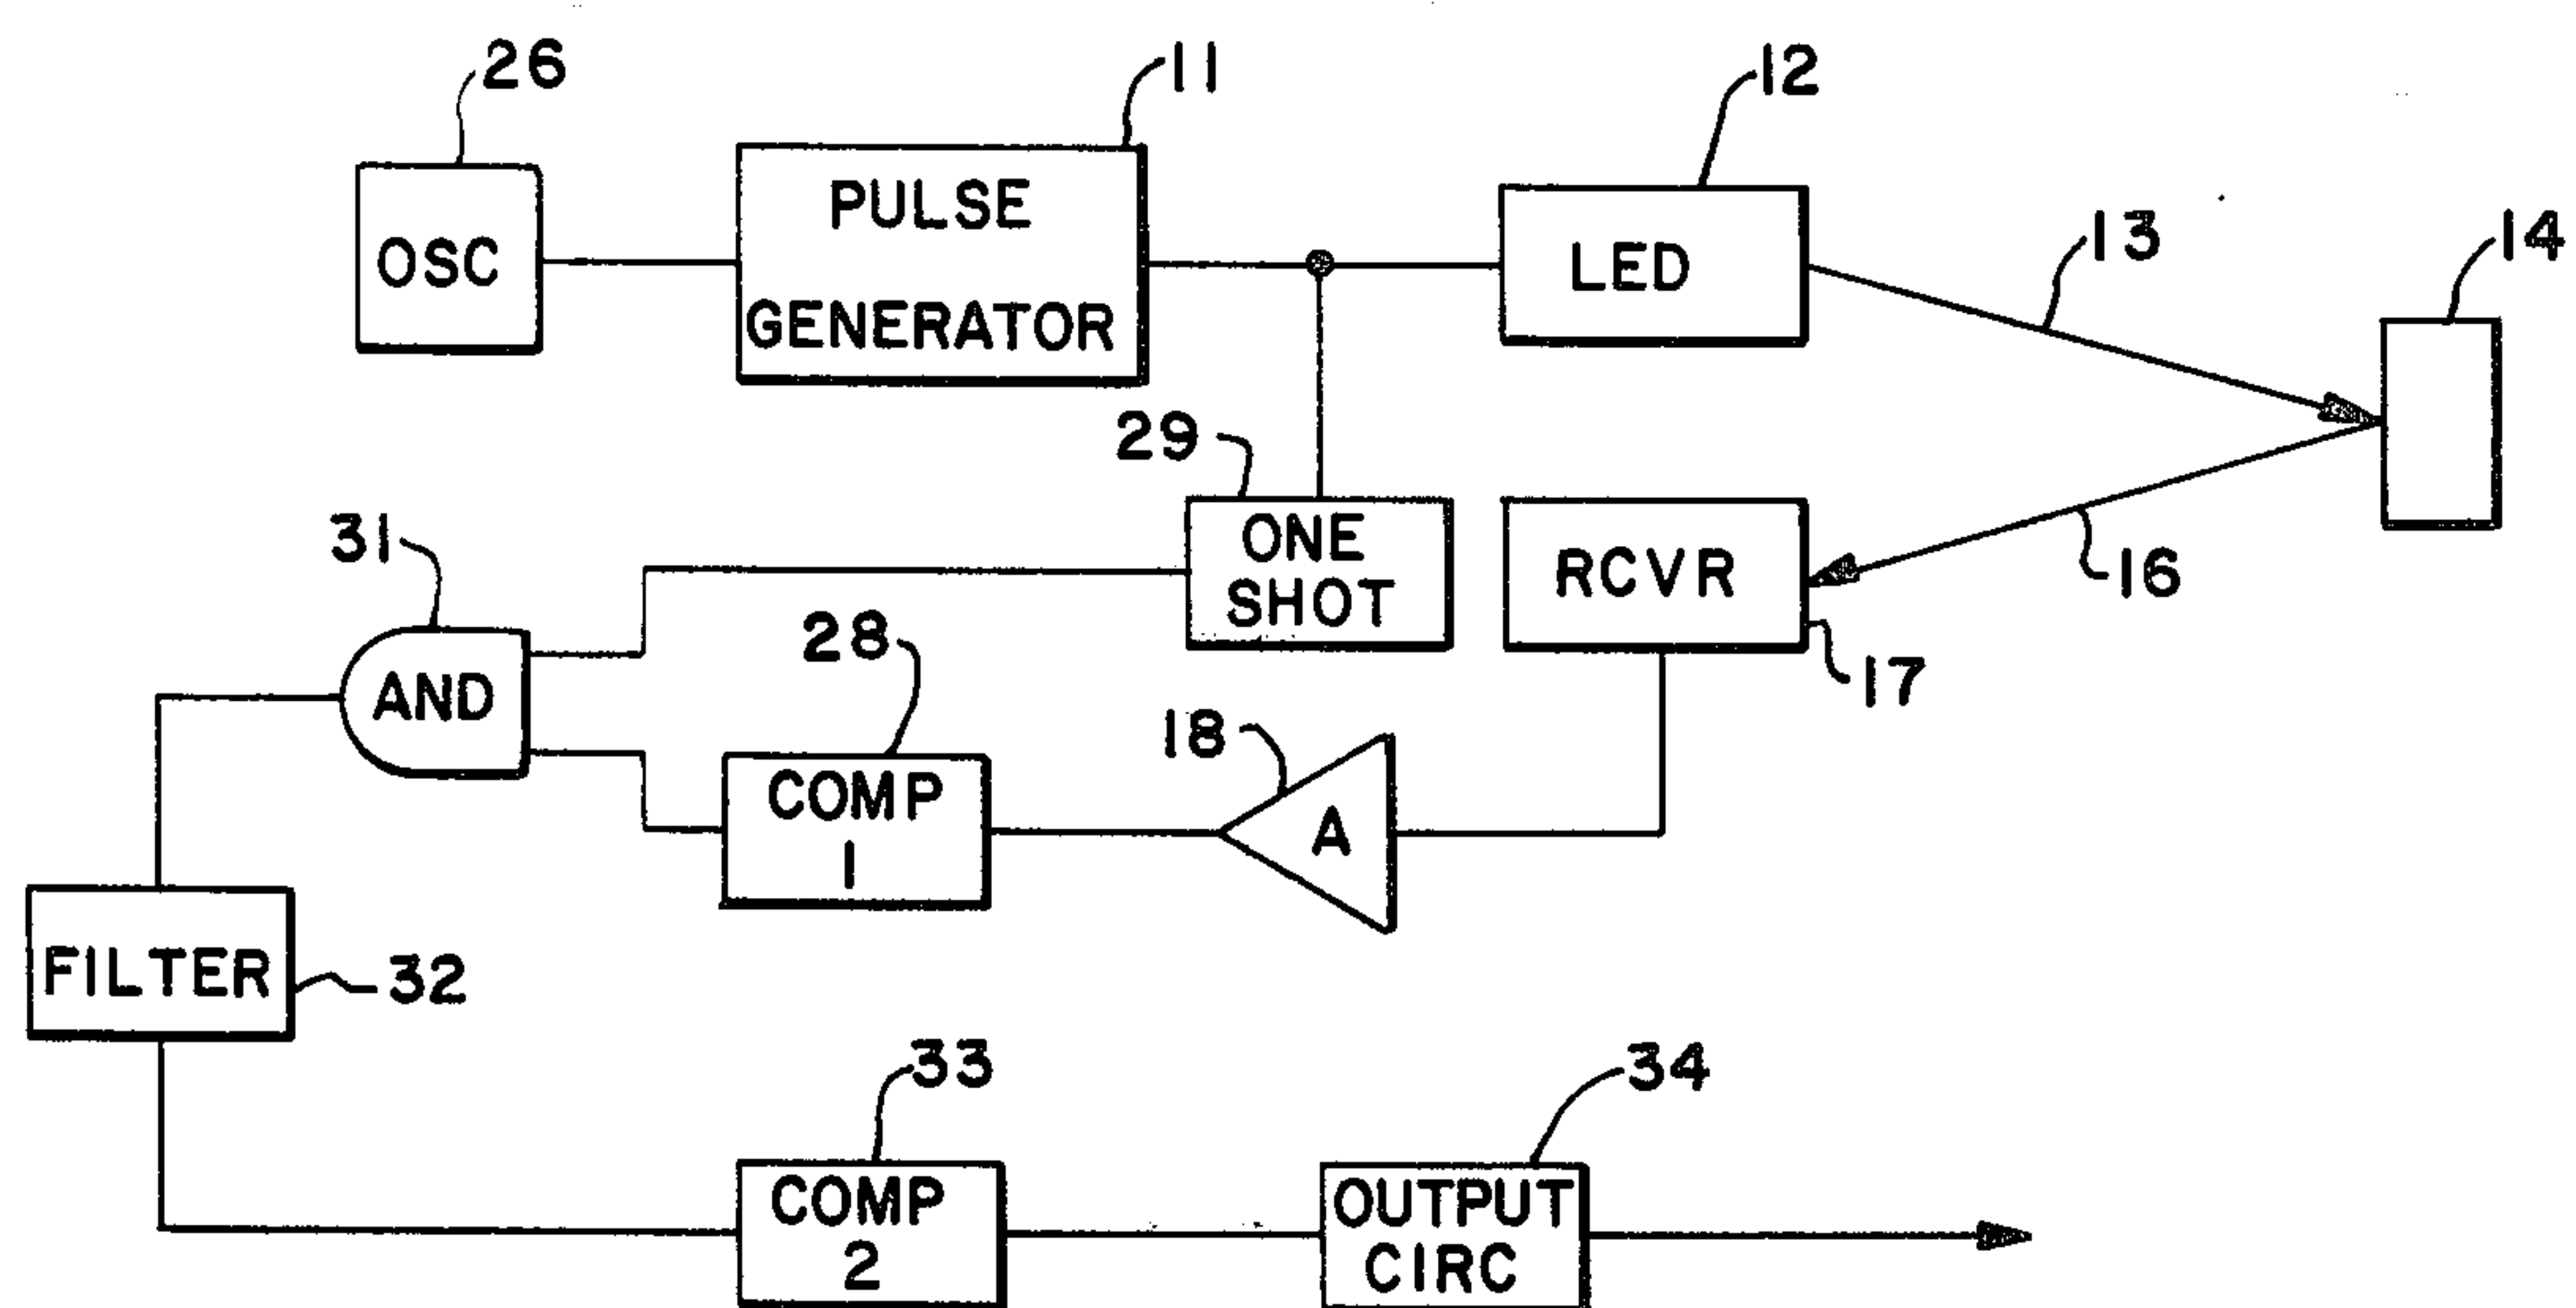 26
11
12
OSC
PULSE
GENERATOR
LED
13
14
29
ONE
SHOT
RCVR
16
17
31
AND
28
COMP
1
18
A
FILTER
32
33
COMP
2
34
OUTPUT
CIRC